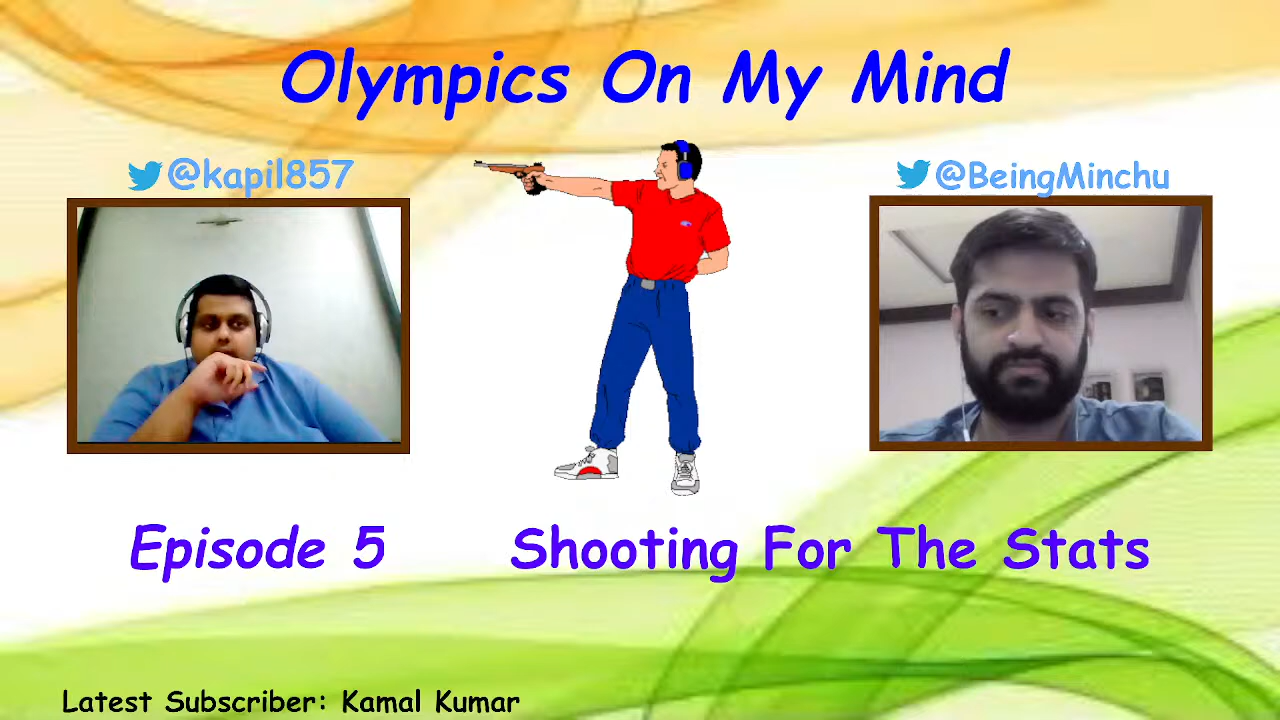 Olympics On My Mind
@kapil857
@BeingMinchu
Episode 5
Shooting For The Stats
Latest Subscriber: Kamal Kumar